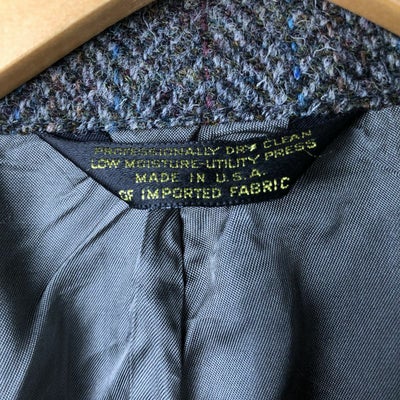 PROFESSIONALLY DRY CLEAN
LOW MOISTURE-UTILITY PRESS
MADE IN U.S.A.
OF IMPORTED FABRIC